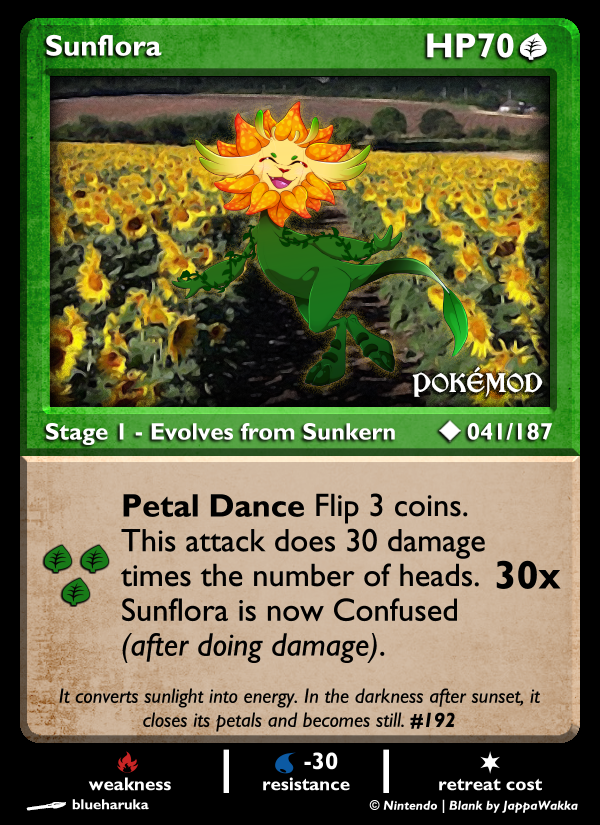 Sunflora HP70
POKÉMOD
Stage 1 - Evolves from Sunkern 041/187
Petal Dance Flip 3 coins.
This attack does 30 damage
times the number of heads. 30x
Sunflora is now Confused
(after doing damage).
It converts sunlight into energy. In the darkness after sunset, it
closes its petals and becomes still. #192
-30
weakness resistance retreat cost
blueharuka © Nintendo | Blank by JappaWakka